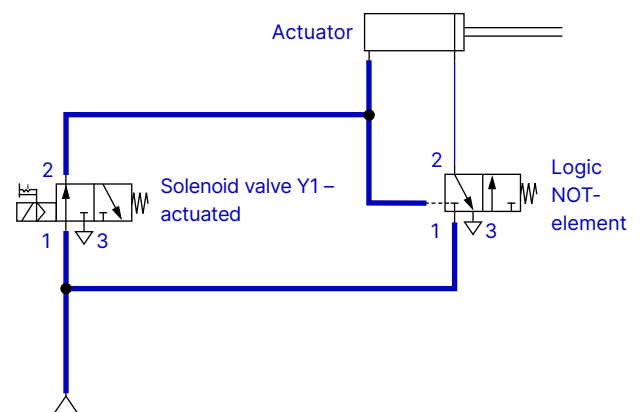 Actuator
2
Solenoid valve Y1 –
actuated
1
3
2
Logic
NOT-
element
1
3